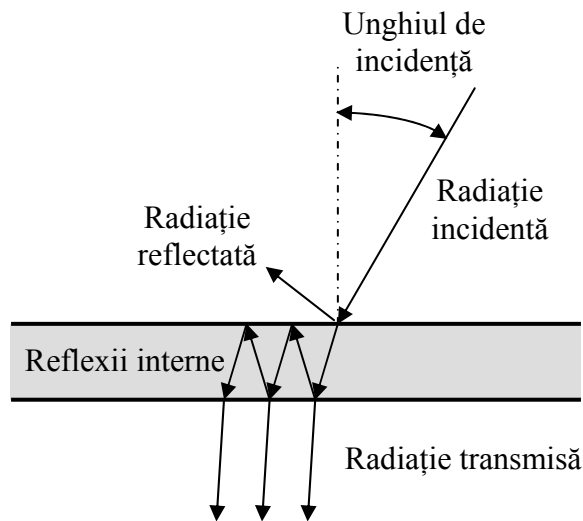 Unghiul de
incidență
Radiație
incidentă
Radiație
reflectată
Reflexii interne
Radiație transmisă